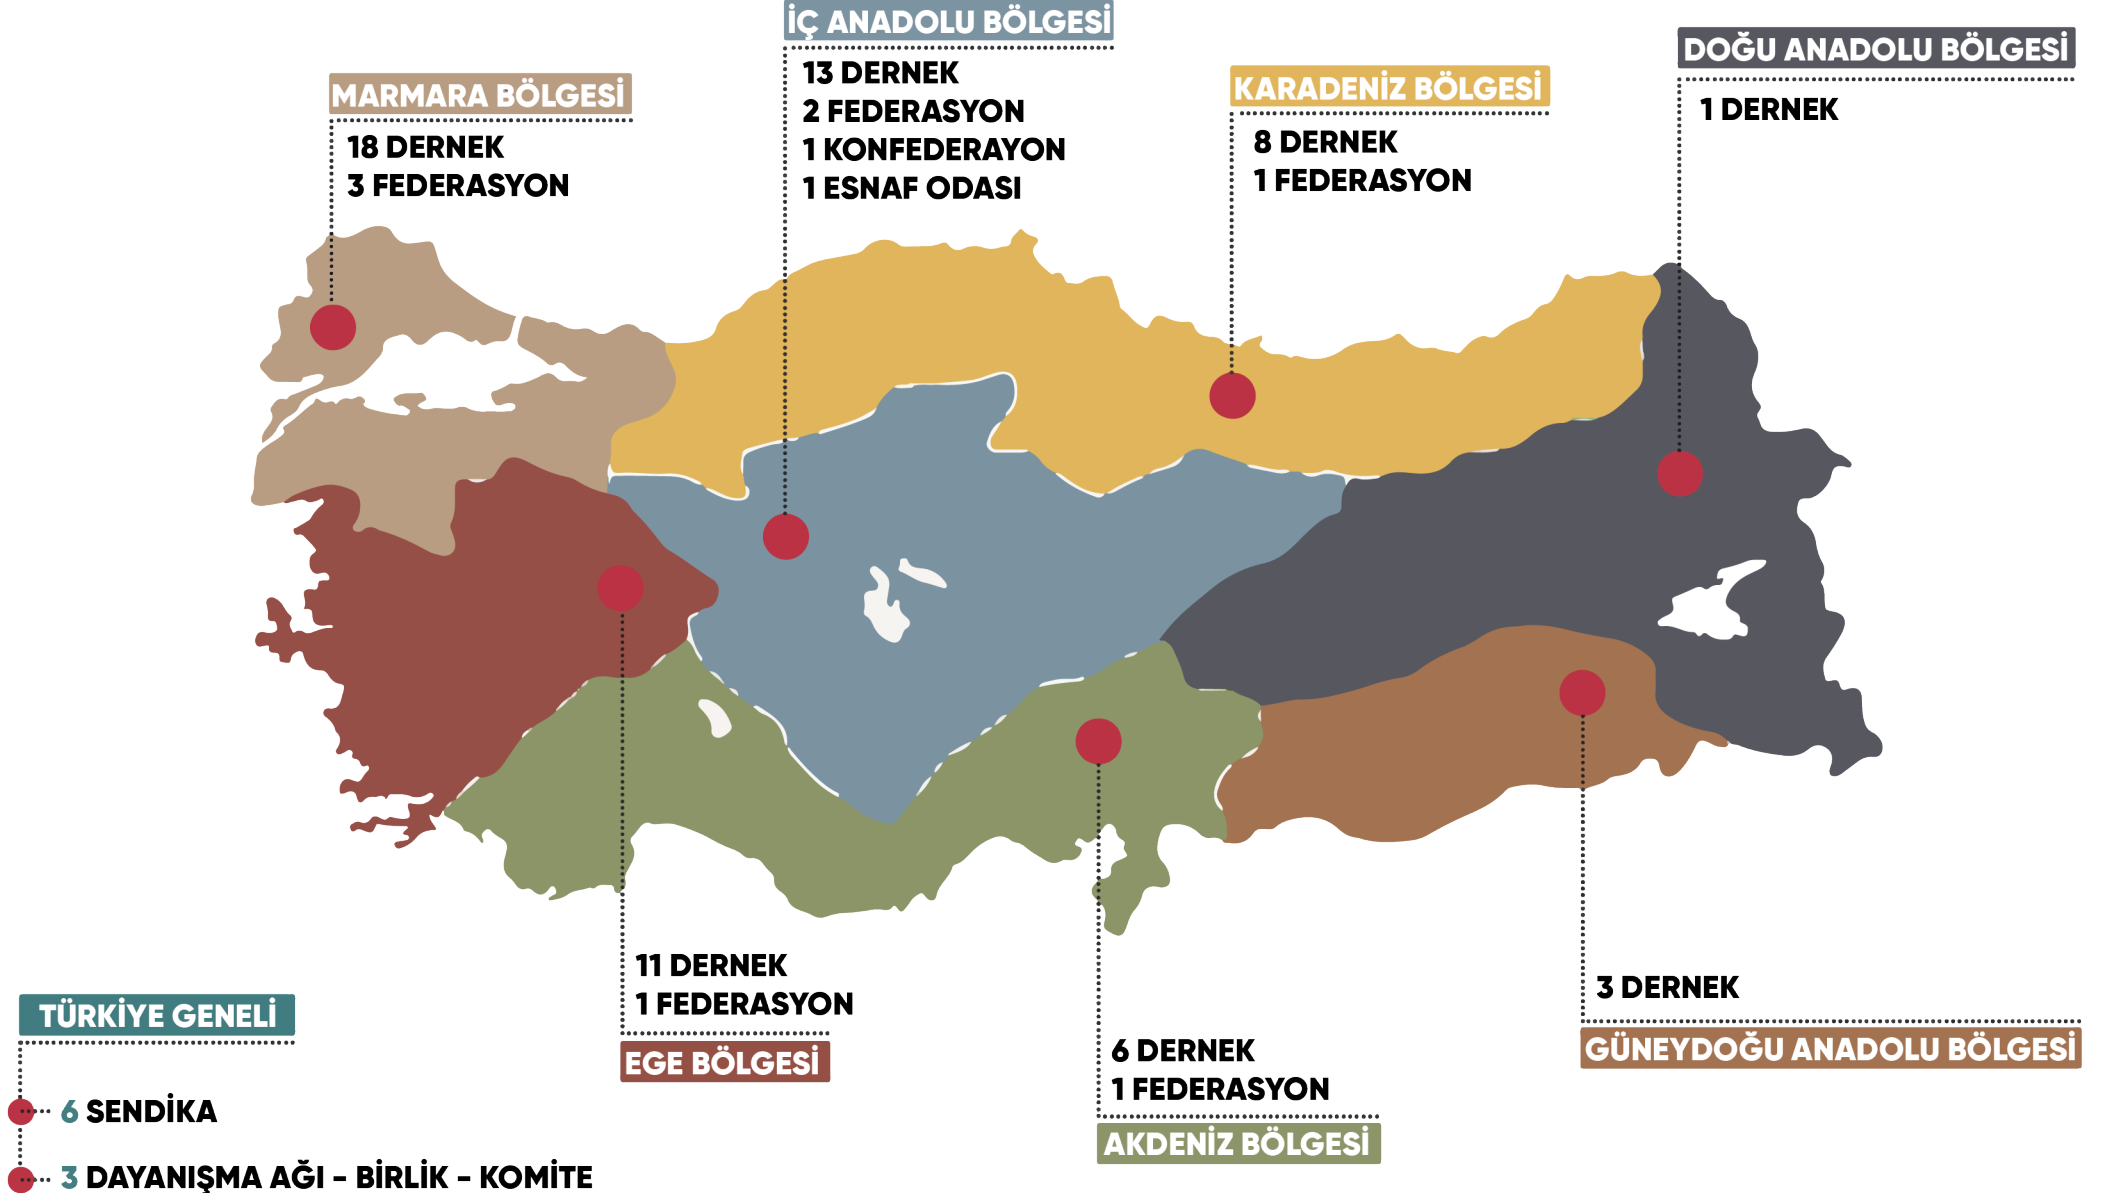 İÇ ANADOLU BÖLGESİ
13 DERNEK
2 FEDERASYON
1 KONFEDERAYON
1 ESNAF ODASI
DOĞU ANADOLU BÖLGESİ
1 DERNEK
MARMARA BÖLGESİ
18 DERNEK
3 FEDERASYON
KARADENİZ BÖLGESİ
8 DERNEK
1 FEDERASYON
11 DERNEK
1 FEDERASYON
EGE BÖLGESİ
6 DERNEK
1 FEDERASYON
AKDENİZ BÖLGESİ
3 DERNEK
GÜNEYDOĞU ANADOLU BÖLGESİ
TÜRKİYE GENELİ
6 SENDİKA
3 DAYANIŞMA AĞI - BİRLİK - KOMİTE